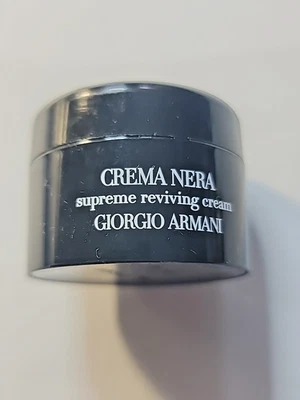 CREMA NERA
supreme reviving cream
GIORGIO ARMANI